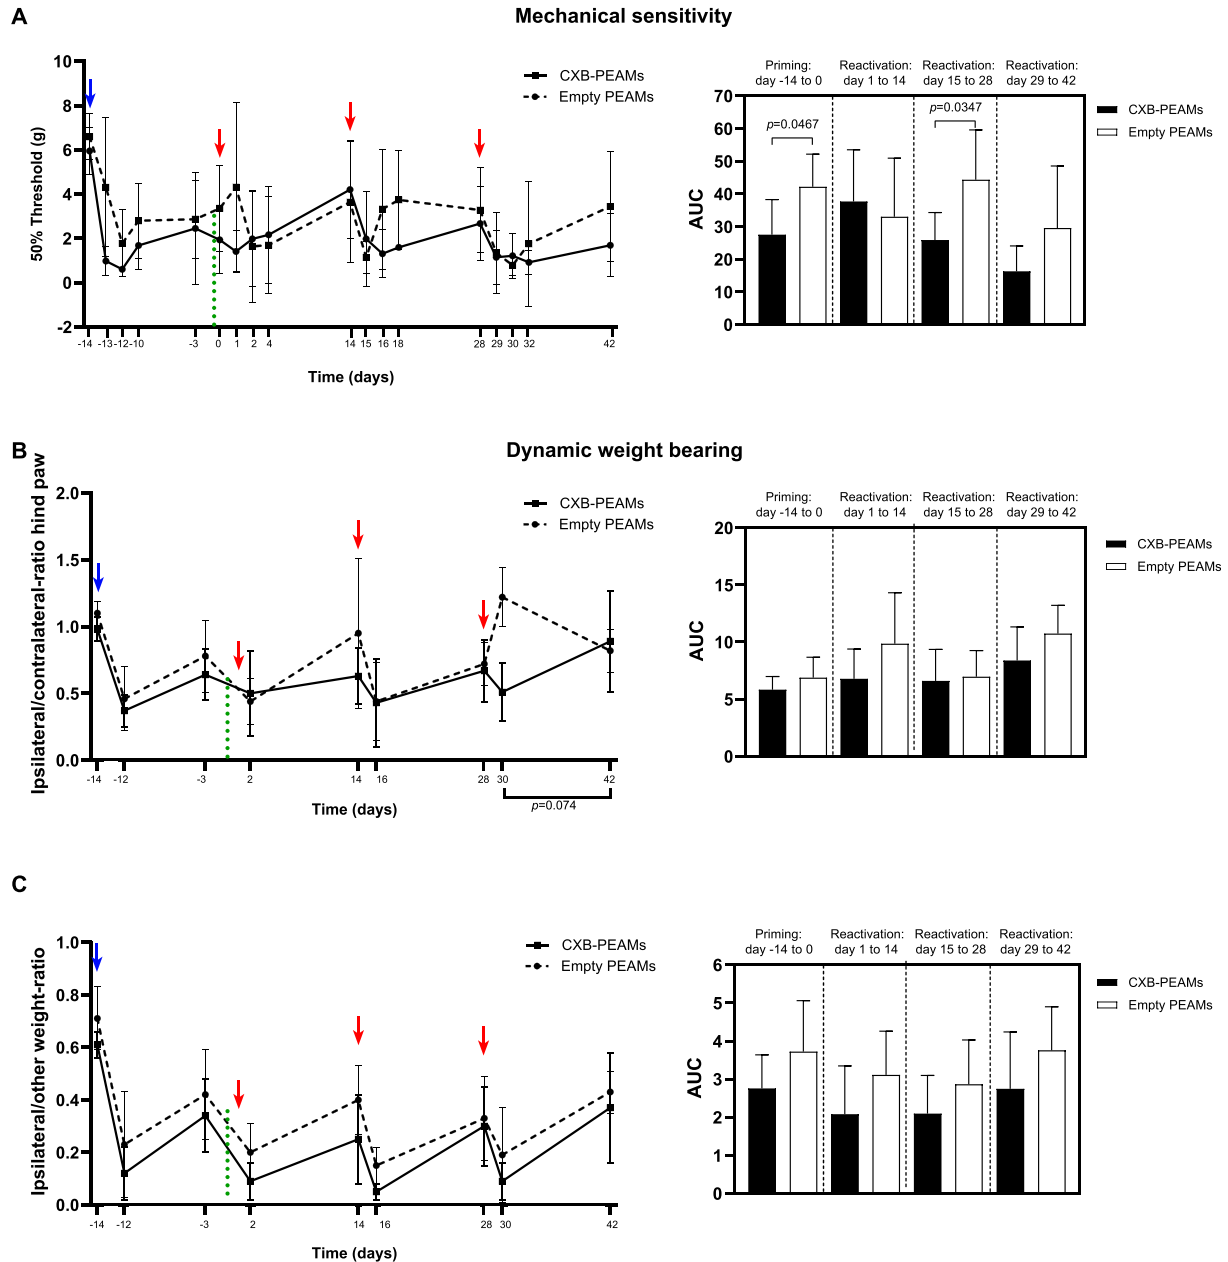 A
Mechanical sensitivity
10
8
6
4
2
0
-2
50% Threshold (g)
CXB-PEAMs
Empty PEAMs
-14
-13
-12
-10
-3
0
1
2
4
14
15
16
18
28
29
30
32
42
Time (days)
Priming:
day -14 to 0
Reactivation:
day 1 to 14
Reactivation:
day 15 to 28
Reactivation:
day 29 to 42
70
60
50
40
30
20
10
0
AUC
p=0.0467
p=0.0347
CXB-PEAMs
Empty PEAMs
B
Dynamic weight bearing
2.0
1.5
1.0
0.5
0.0
Ipsilateral/contralateral-ratio hind paw
CXB-PEAMs
Empty PEAMs
-14
-12
-3
2
14
16
28
30
42
p=0.074
Time (days)
Priming:
day -14 to 0
Reactivation:
day 1 to 14
Reactivation:
day 15 to 28
Reactivation:
day 29 to 42
20
15
10
5
0
AUC
CXB-PEAMs
Empty PEAMs
C
1.0
0.8
0.6
0.4
0.2
0.0
Ipsilateral/other weight-ratio
CXB-PEAMs
Empty PEAMs
-14
-12
-3
2
14
16
28
30
42
Time (days)
Priming:
day -14 to 0
Reactivation:
day 1 to 14
Reactivation:
day 15 to 28
Reactivation:
day 29 to 42
6
5
4
3
2
1
0
AUC
CXB-PEAMs
Empty PEAMs